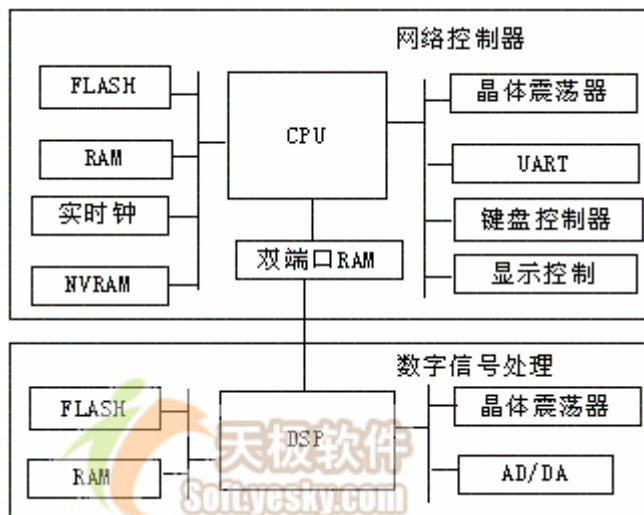 网络控制器
FLASH
RAM
实时钟
NVRAM
CPU
双端口RAM
晶体震荡器
UART
键盘控制器
显示控制
数字信号处理
FLASH
RAM
DSP
晶体震荡器
AD/DA
天极软件
Soft.yesky.com